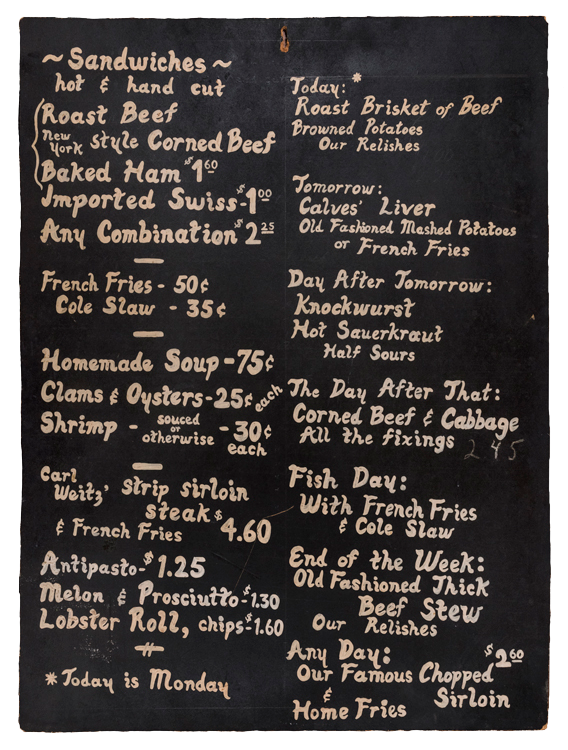 ~ Sandwiches ~
hot & hand cut
Roast Beef
New York style Corned Beef
Baked Ham $1.60
Imported Swiss - $1.00
Any Combination $2.25
French Fries - 50¢
Cole Slaw - 35¢
Homemade Soup - 75¢
Clams & Oysters - 25¢ each
Shrimp - souced or otherwise - 30¢ each
Carl Weitz' strip sirloin
steak $4.60
& French Fries
Antipasto - $1.25
Melon & Prosciutto - $1.30
Lobster Roll, chips - $1.60
*Today is Monday
Today:*
Roast Brisket of Beef
Browned Potatoes
Our Relishes
Tomorrow:
Calves' Liver
Old Fashioned Mashed Potatoes
or French Fries
Day After Tomorrow:
Knockwurst
Hot Sauerkraut
Half Sours
The Day After That:
Corned Beef & Cabbage
All the fixings
2 45
Fish Day:
With French Fries
& Cole Slaw
End of the Week:
Old Fashioned Thick
Beef Stew
Our Relishes
Any Day: $2.60
Our Famous Chopped
Sirloin
&
Home Fries